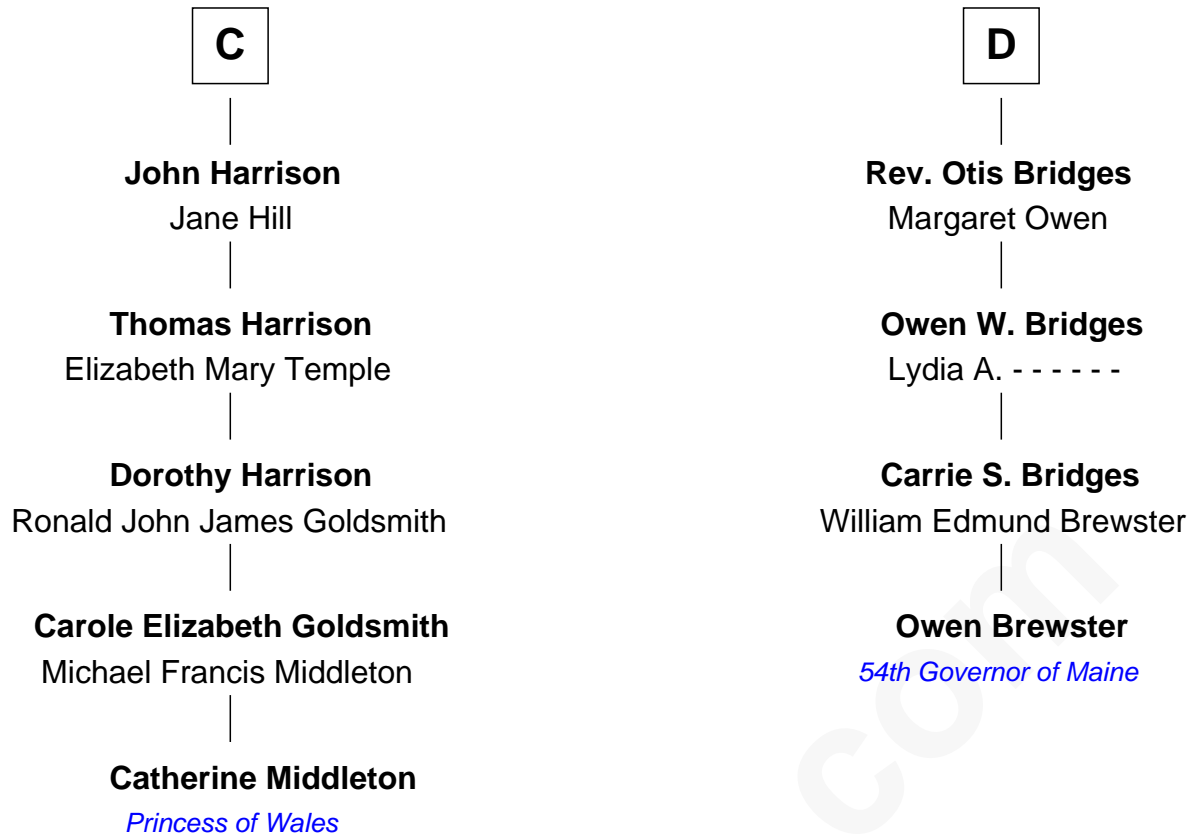 C
John Harrison
Jane Hill
Thomas Harrison
Elizabeth Mary Temple
Dorothy Harrison
Ronald John James Goldsmith
Carole Elizabeth Goldsmith
Michael Francis Middleton
Catherine Middleton
Princess of Wales
D
Rev. Otis Bridges
Margaret Owen
Owen W. Bridges
Lydia A. - - - - - -
Carrie S. Bridges
William Edmund Brewster
Owen Brewster
54th Governor of Maine
com